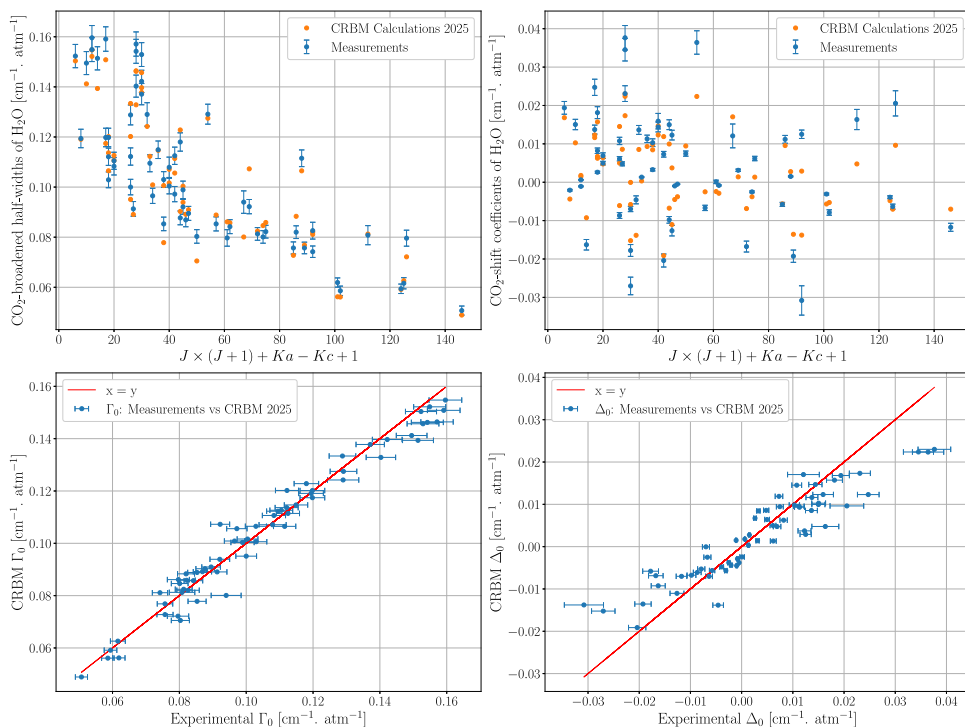 CO₂-broadened half-widths of H₂O [cm⁻¹. atm⁻¹]
0.16
0.14
0.12
0.10
0.08
0.06
CRBM Calculations 2025
Measurements
0 20 40 60 80 100 120 140
J × (J + 1) + Ka − Kc + 1
CO₂-shift coefficients of H₂O [cm⁻¹. atm⁻¹]
0.04
0.03
0.02
0.01
0.00
−0.01
−0.02
−0.03
CRBM Calculations 2025
Measurements
0 20 40 60 80 100 120 140
J × (J + 1) + Ka − Kc + 1
CRBM Γ₀ [cm⁻¹. atm⁻¹]
0.16
0.14
0.12
0.10
0.08
0.06
x = y
Γ₀: Measurements vs CRBM 2025
0.06 0.08 0.10 0.12 0.14 0.16
Experimental Γ₀ [cm⁻¹. atm⁻¹]
CRBM Δ₀ [cm⁻¹. atm⁻¹]
0.04
0.03
0.02
0.01
0.00
−0.01
−0.02
−0.03
x = y
Δ₀: Measurements vs CRBM 2025
−0.03 −0.02 −0.01 0.00 0.01 0.02 0.03 0.04
Experimental Δ₀ [cm⁻¹. atm⁻¹]